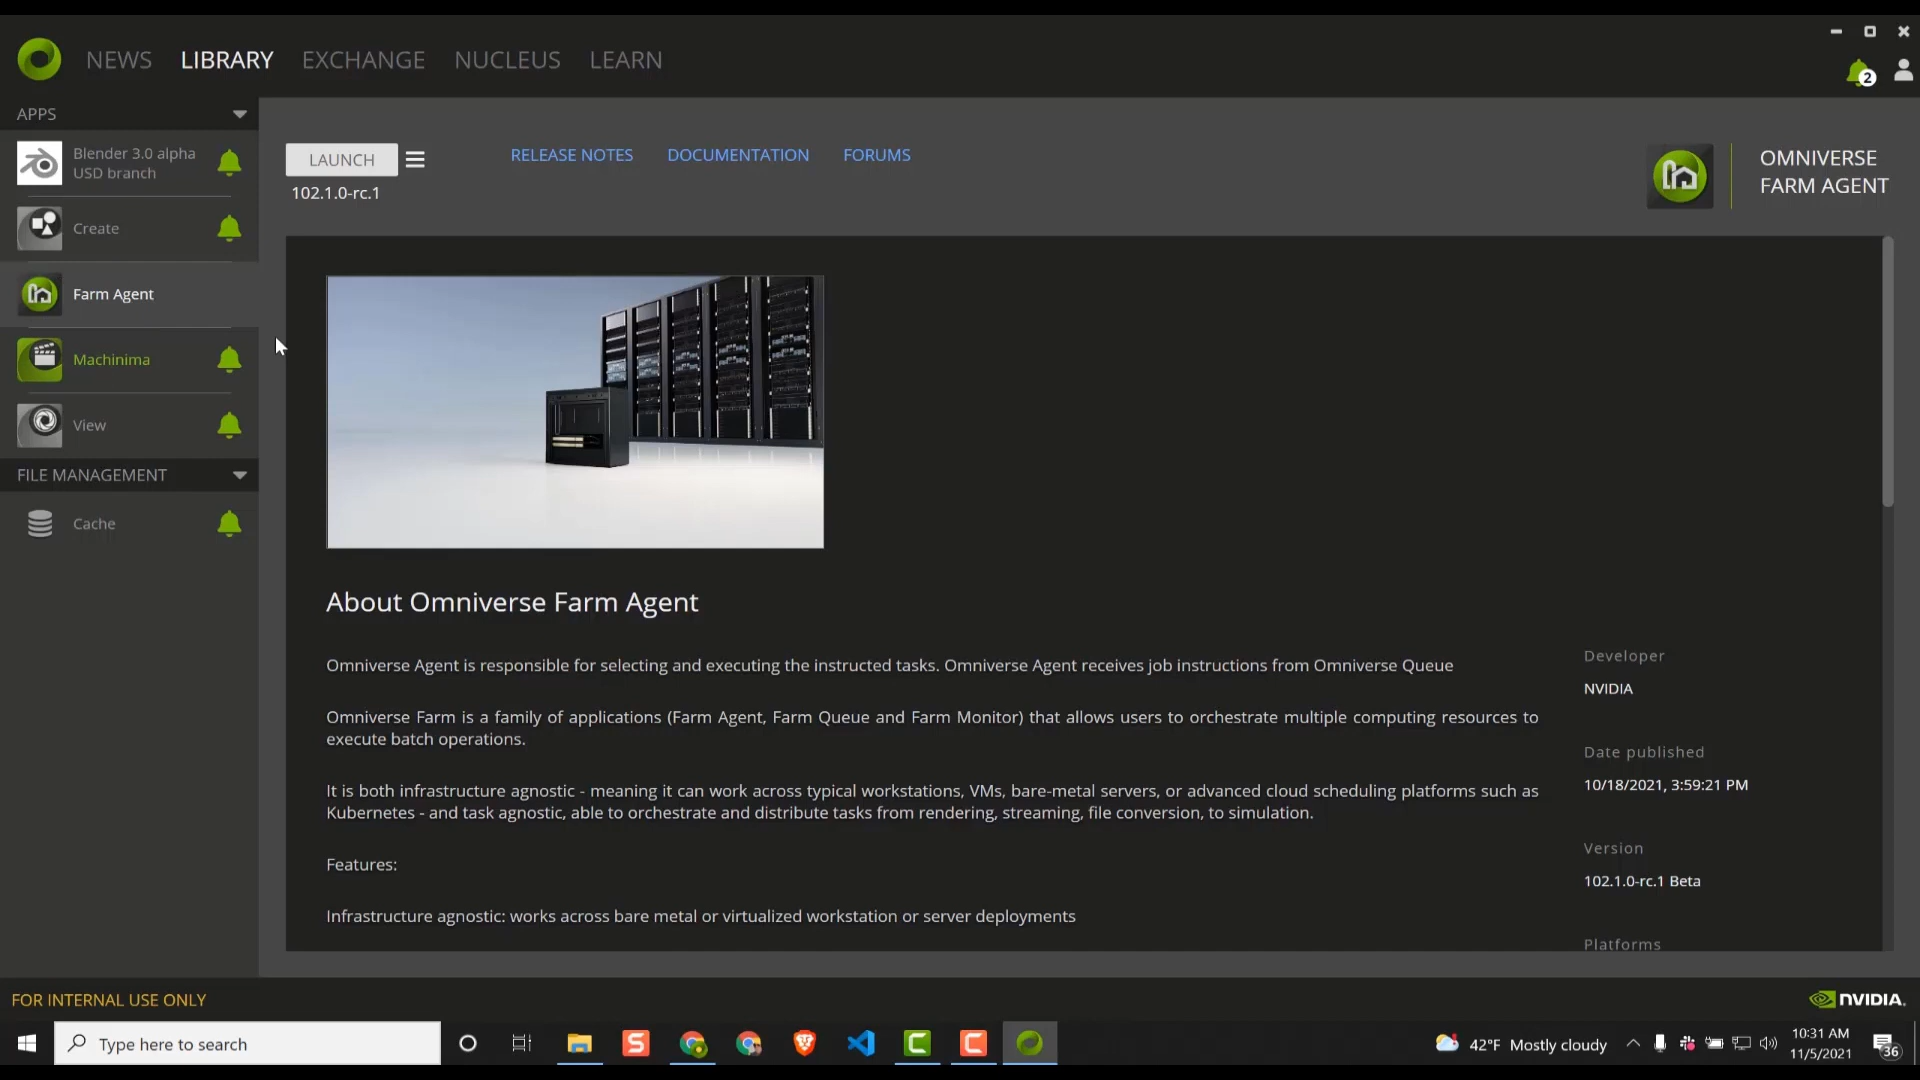 NEWS LIBRARY EXCHANGE NUCLEUS LEARN
2
APPS
Blender 3.0 alpha
USD branch
Create
Farm Agent
Machinima
View
FILE MANAGEMENT
Cache
LAUNCH
102.1.0-rc.1
RELEASE NOTES DOCUMENTATION FORUMS
OMNIVERSE
FARM AGENT
About Omniverse Farm Agent
Omniverse Agent is responsible for selecting and executing the instructed tasks. Omniverse Agent receives job instructions from Omniverse Queue
Omniverse Farm is a family of applications (Farm Agent, Farm Queue and Farm Monitor) that allows users to orchestrate multiple computing resources to
execute batch operations.
It is both infrastructure agnostic - meaning it can work across typical workstations, VMs, bare-metal servers, or advanced cloud scheduling platforms such as
Kubernetes - and task agnostic, able to orchestrate and distribute tasks from rendering, streaming, file conversion, to simulation.
Features:
Infrastructure agnostic: works across bare metal or virtualized workstation or server deployments
Developer
NVIDIA
Date published
10/18/2021, 3:59:21 PM
Version
102.1.0-rc.1 Beta
Platforms
FOR INTERNAL USE ONLY
NVIDIA.
Type here to search
S
C
C
42°F Mostly cloudy
10:31 AM
11/5/2021
36